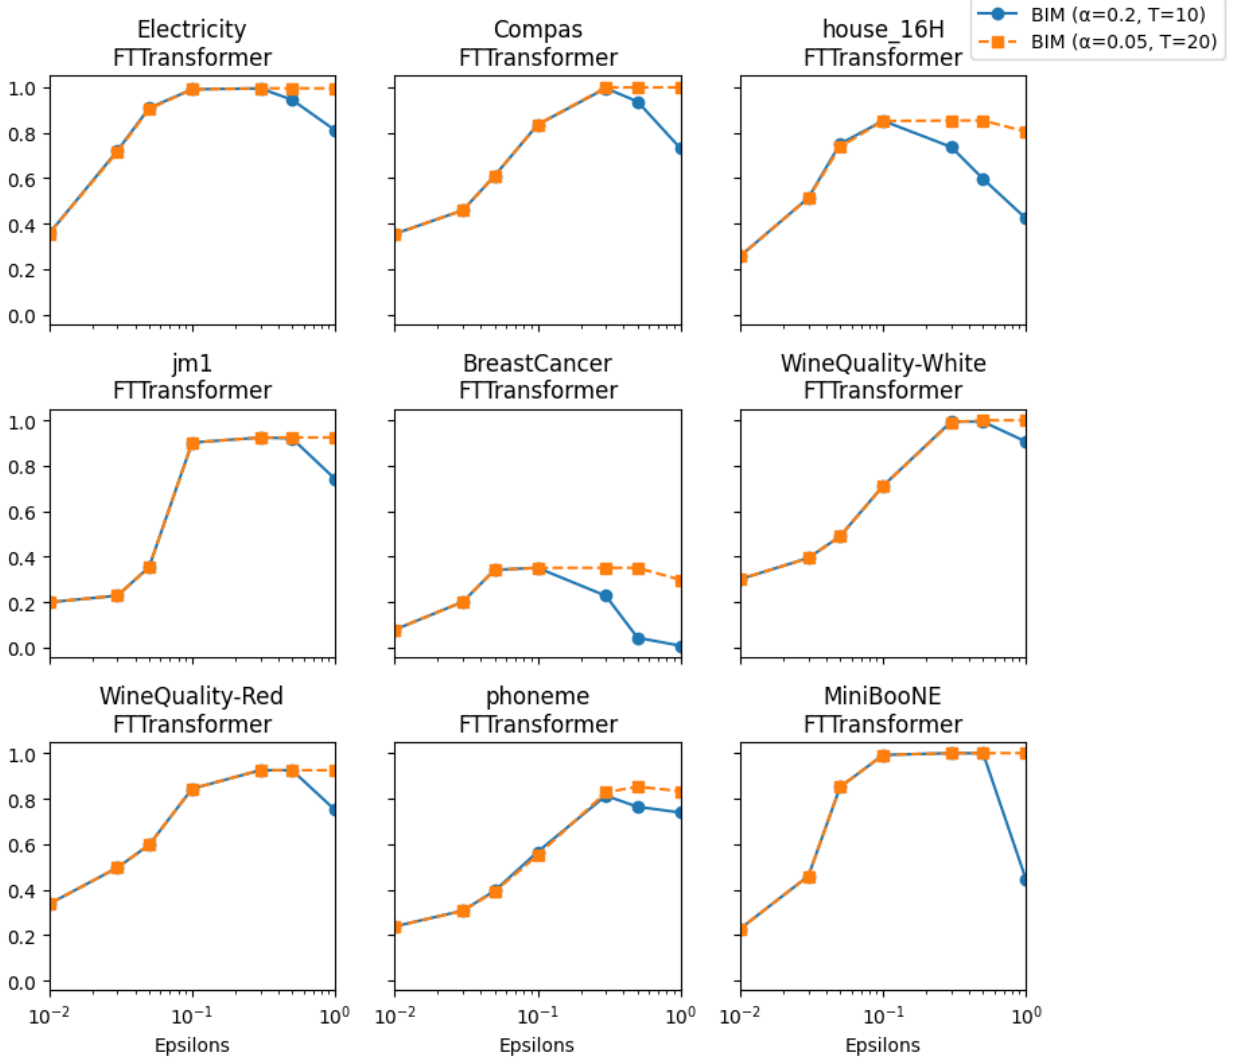 BIM (α=0.2, T=10)
BIM (α=0.05, T=20)
Electricity
FTTransformer
Compas
FTTransformer
house_16H
FTTransformer
1.0
0.8
0.6
0.4
0.2
0.0
jm1
FTTransformer
BreastCancer
FTTransformer
WineQuality-White
FTTransformer
1.0
0.8
0.6
0.4
0.2
0.0
WineQuality-Red
FTTransformer
phoneme
FTTransformer
MiniBooNE
FTTransformer
1.0
0.8
0.6
0.4
0.2
0.0
10⁻² 10⁻¹ 10⁰
Epsilons
10⁻² 10⁻¹ 10⁰
Epsilons
10⁻² 10⁻¹ 10⁰
Epsilons